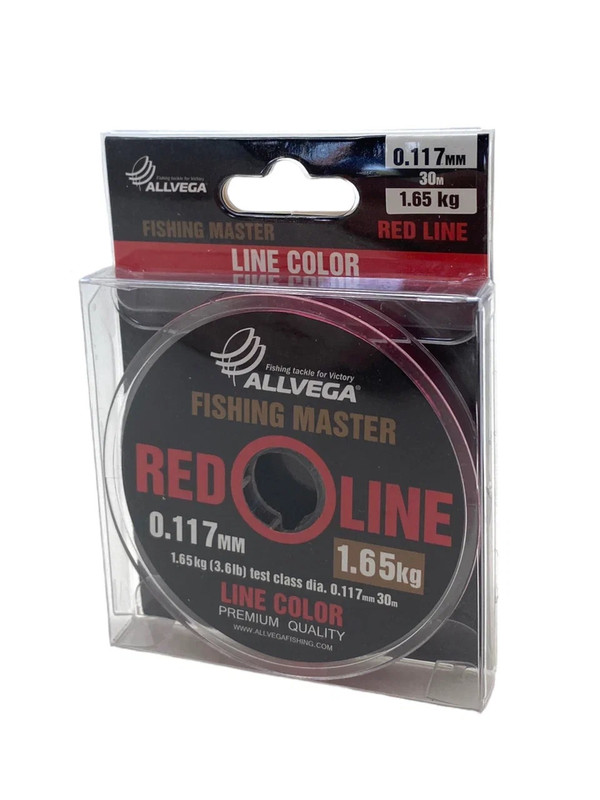 Fishing tackle for Victory
ALLVEGA
0.117MM
30M
1.65 kg
FISHING MASTER
RED LINE
LINE COLOR
Fishing tackle for Victory
ALLVEGA®
FISHING MASTER
RED LINE
0.117MM
1.65kg
1.65kg (3.6lb) test class dia. 0.117mm 30m
LINE COLOR
PREMIUM QUALITY
WWW.ALLVEGAFISHING.COM